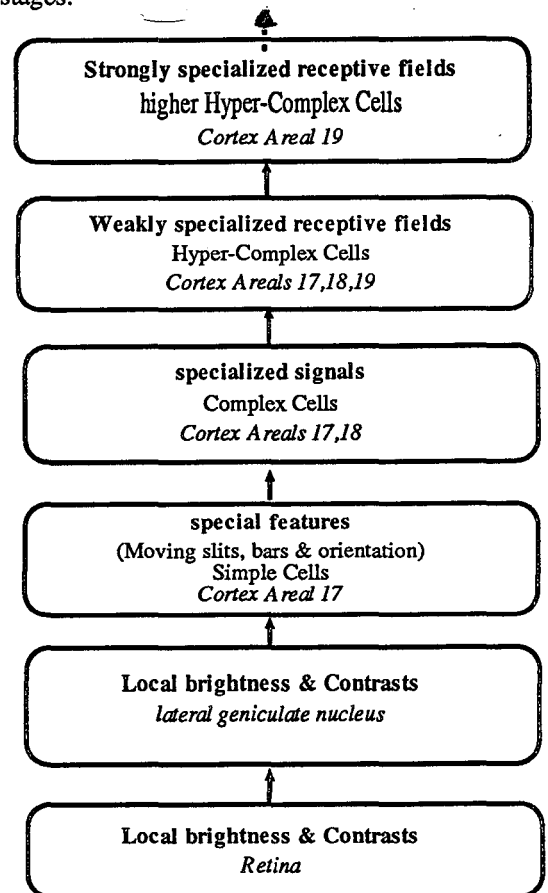 stages.
Strongly specialized receptive fields
higher Hyper-Complex Cells
Cortex Areal 19
Weakly specialized receptive fields
Hyper-Complex Cells
Cortex Areals 17,18,19
specialized signals
Complex Cells
Cortex Areals 17,18
special features
(Moving slits, bars & orientation)
Simple Cells
Cortex Areal 17
Local brightness & Contrasts
lateral geniculate nucleus
Local brightness & Contrasts
Retina